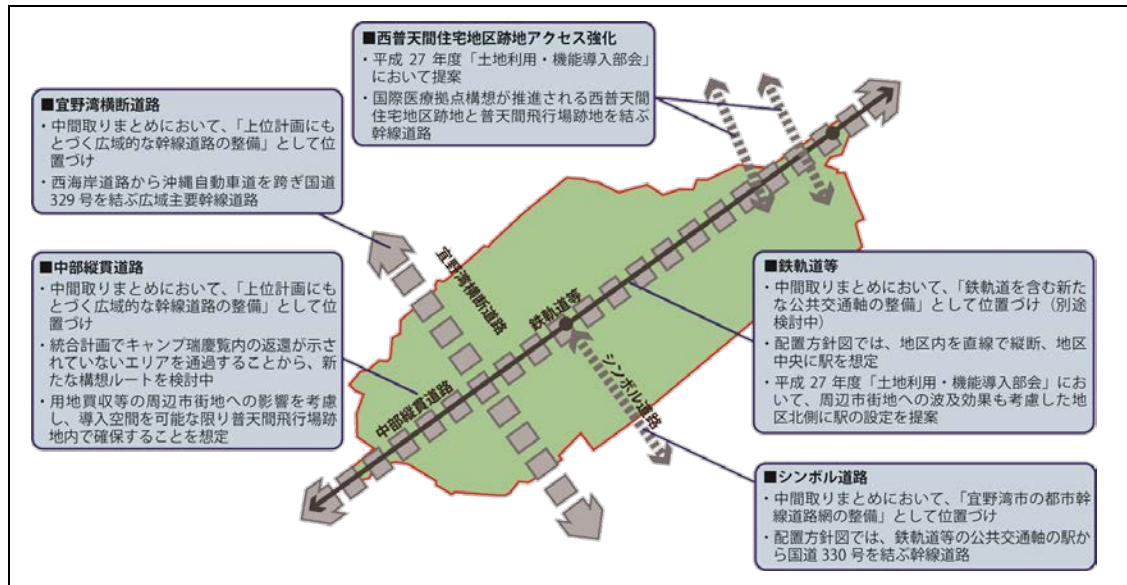 ■西普天間住宅地区跡地アクセス強化
・平成 27 年度「土地利用・機能導入部会」
において提案
・国際医療拠点構想が推進される西普天間
住宅地区跡地と普天間飛行場跡地を結ぶ
幹線道路
■宜野湾横断道路
・中間取りまとめにおいて、「上位計画にも
とづく広域的な幹線道路の整備」として位
置づけ
・西海岸道路から沖縄自動車道を跨ぎ国道
329 号を結ぶ広域主要幹線道路
■中部縦貫道路
・中間取りまとめにおいて、「上位計画にも
とづく広域的な幹線道路の整備」として位
置づけ
・統合計画でキャンプ瑞慶覧内の返還が示さ
れていないエリアを通過することから、新
たな構想ルートを検討中
・用地買収等の周辺市街地への影響を考慮
し、導入空間を可能な限り普天間飛行場跡
地内で確保することを想定
宜野湾横断道路
鉄軌道等
中部縦貫道路
シンボル道路
■鉄軌道等
・中間取りまとめにおいて、「鉄軌道を含む新た
な公共交通軸の整備」として位置づけ（別途
検討中）
・配置方針図では、地区内を直線で縦断、地区
中央に駅を想定
・平成 27 年度「土地利用・機能導入部会」にお
いて、周辺市街地への波及効果も考慮した地
区北側に駅の設定を提案
■シンボル道路
・中間取りまとめにおいて、「宜野湾市の都市幹
線道路網の整備」として位置づけ
・配置方針図では、鉄軌道等の公共交通軸の駅か
ら国道 330 号を結ぶ幹線道路